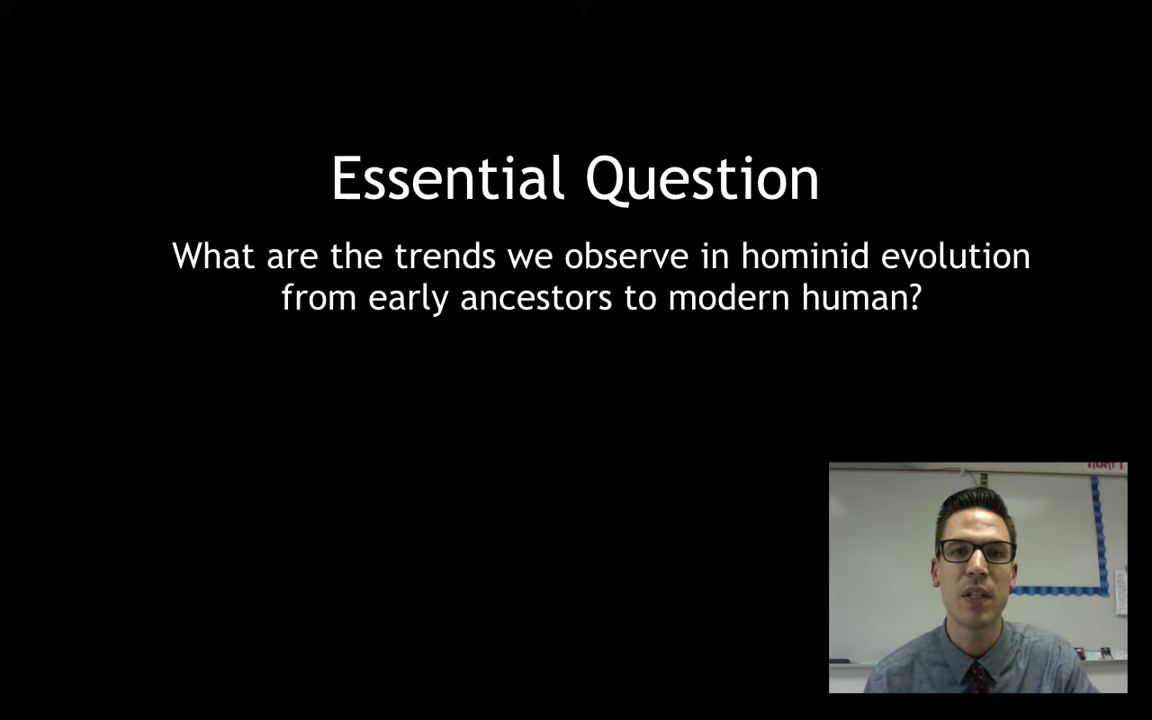 Essential Question
What are the trends we observe in hominid evolution
from early ancestors to modern human?